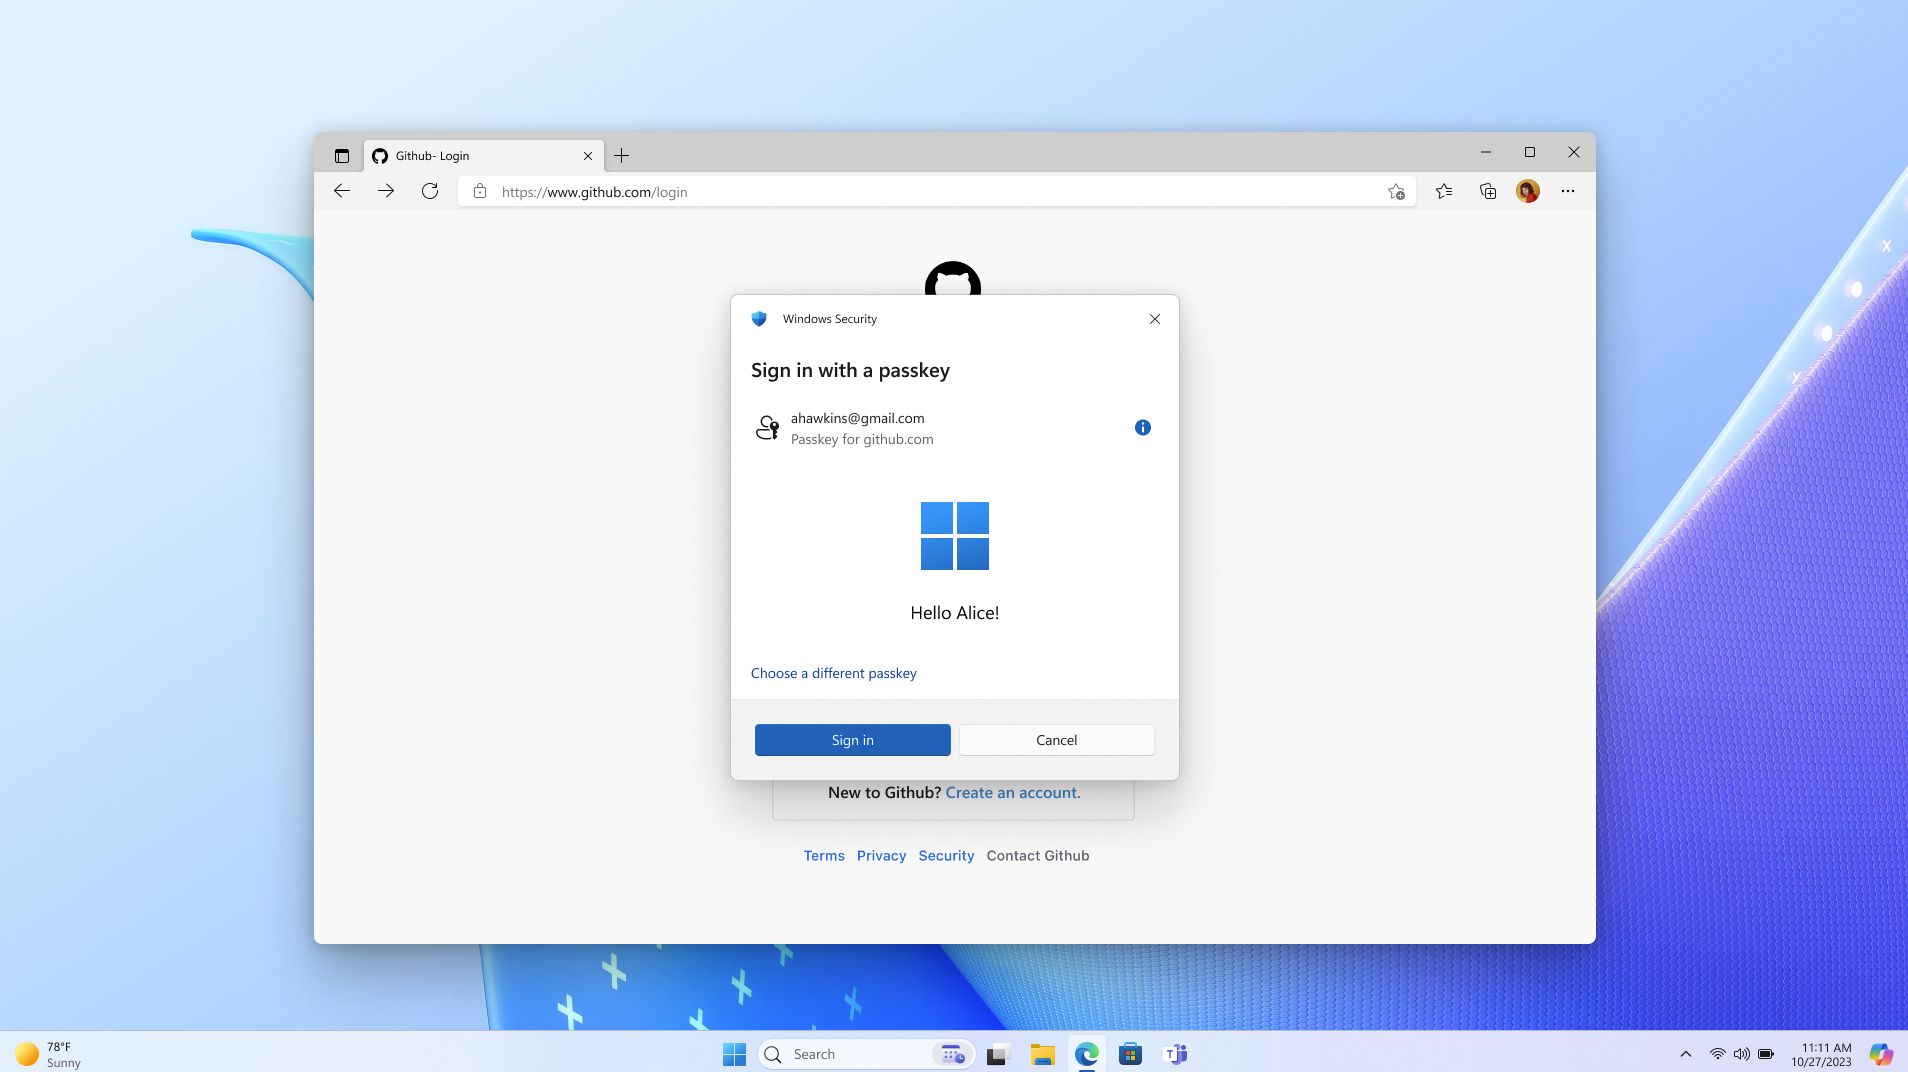 Github- Login
https://www.github.com/login
Windows Security
Sign in with a passkey
ahawkins@gmail.com
Passkey for github.com
Hello Alice!
Choose a different passkey
Sign in
Cancel
New to Github? Create an account.
Terms Privacy Security Contact Github
78°F
Sunny
Search
11:11 AM
10/27/2023